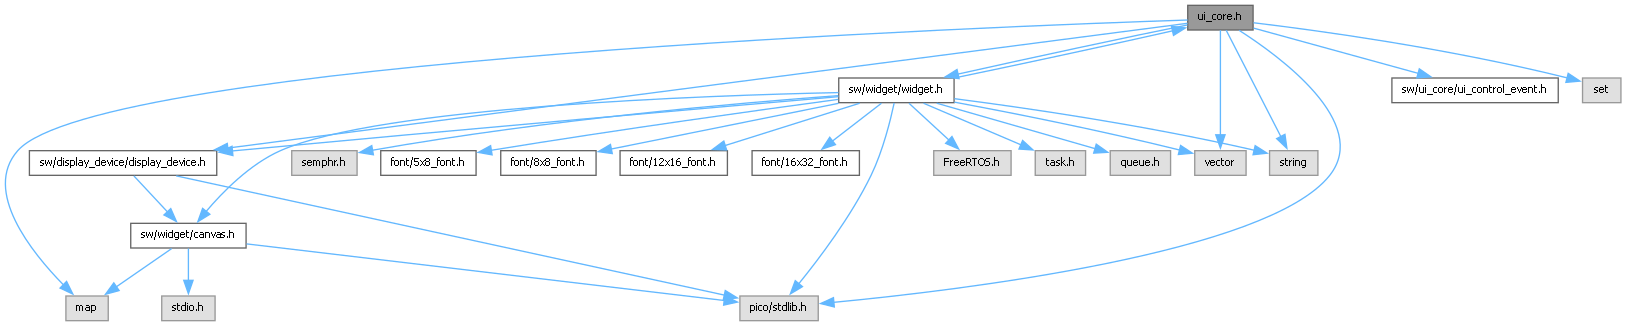 ui_core.h
sw/widget/widget.h
sw/ui_core/ui_control_event.h
set
sw/display_device/display_device.h
semphr.h
font/5x8_font.h
font/8x8_font.h
font/12x16_font.h
font/16x32_font.h
FreeRTOS.h
task.h
queue.h
vector
string
sw/widget/canvas.h
map
stdio.h
pico/stdlib.h